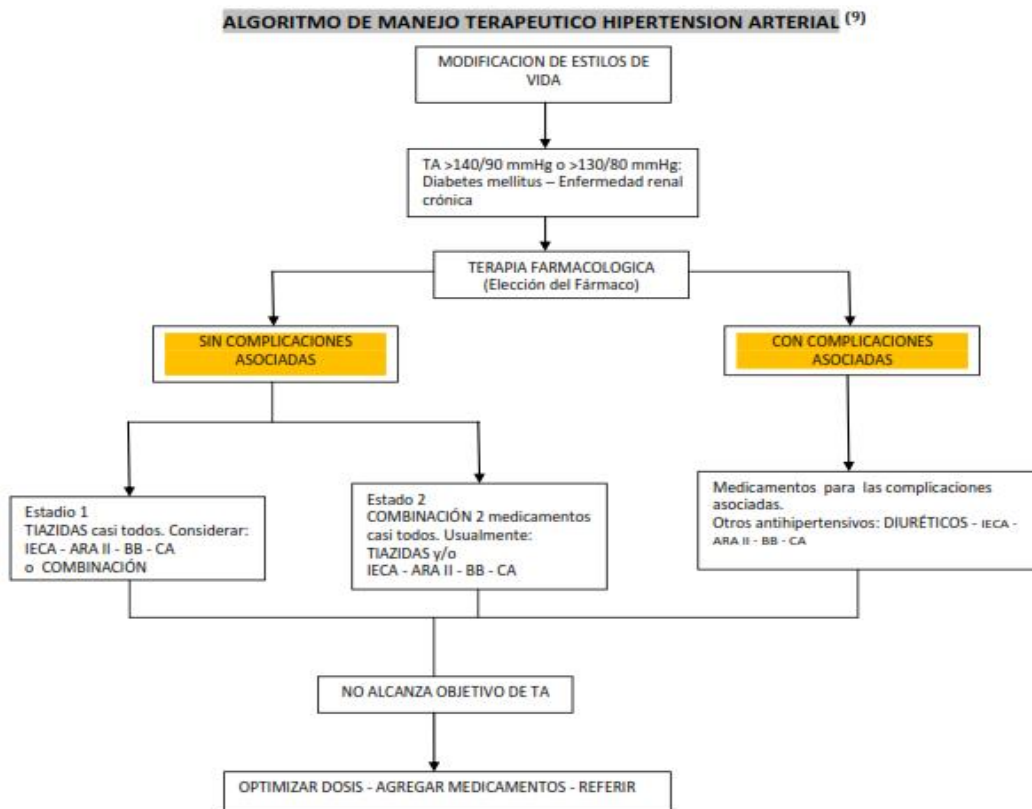 ALGORITMO DE MANEJO TERAPEUTICO HIPERTENSION ARTERIAL (9)
MODIFICACION DE ESTILOS DE
VIDA
TA >140/90 mmHg o >130/80 mmHg:
Diabetes mellitus – Enfermedad renal
crónica
TERAPIA FARMACOLOGICA
(Elección del Fármaco)
SIN COMPLICACIONES
ASOCIADAS
CON COMPLICACIONES
ASOCIADAS
Estadio 1
TIAZIDAS casi todos. Considerar:
IECA - ARA II - BB - CA
o COMBINACIÓN
Estado 2
COMBINACIÓN 2 medicamentos
casi todos. Usualmente:
TIAZIDAS y/o
IECA - ARA II - BB - CA
Medicamentos para las complicaciones
asociadas.
Otros antihipertensivos: DIURÉTICOS - IECA -
ARA II - BB - CA
NO ALCANZA OBJETIVO DE TA
OPTIMIZAR DOSIS - AGREGAR MEDICAMENTOS - REFERIR